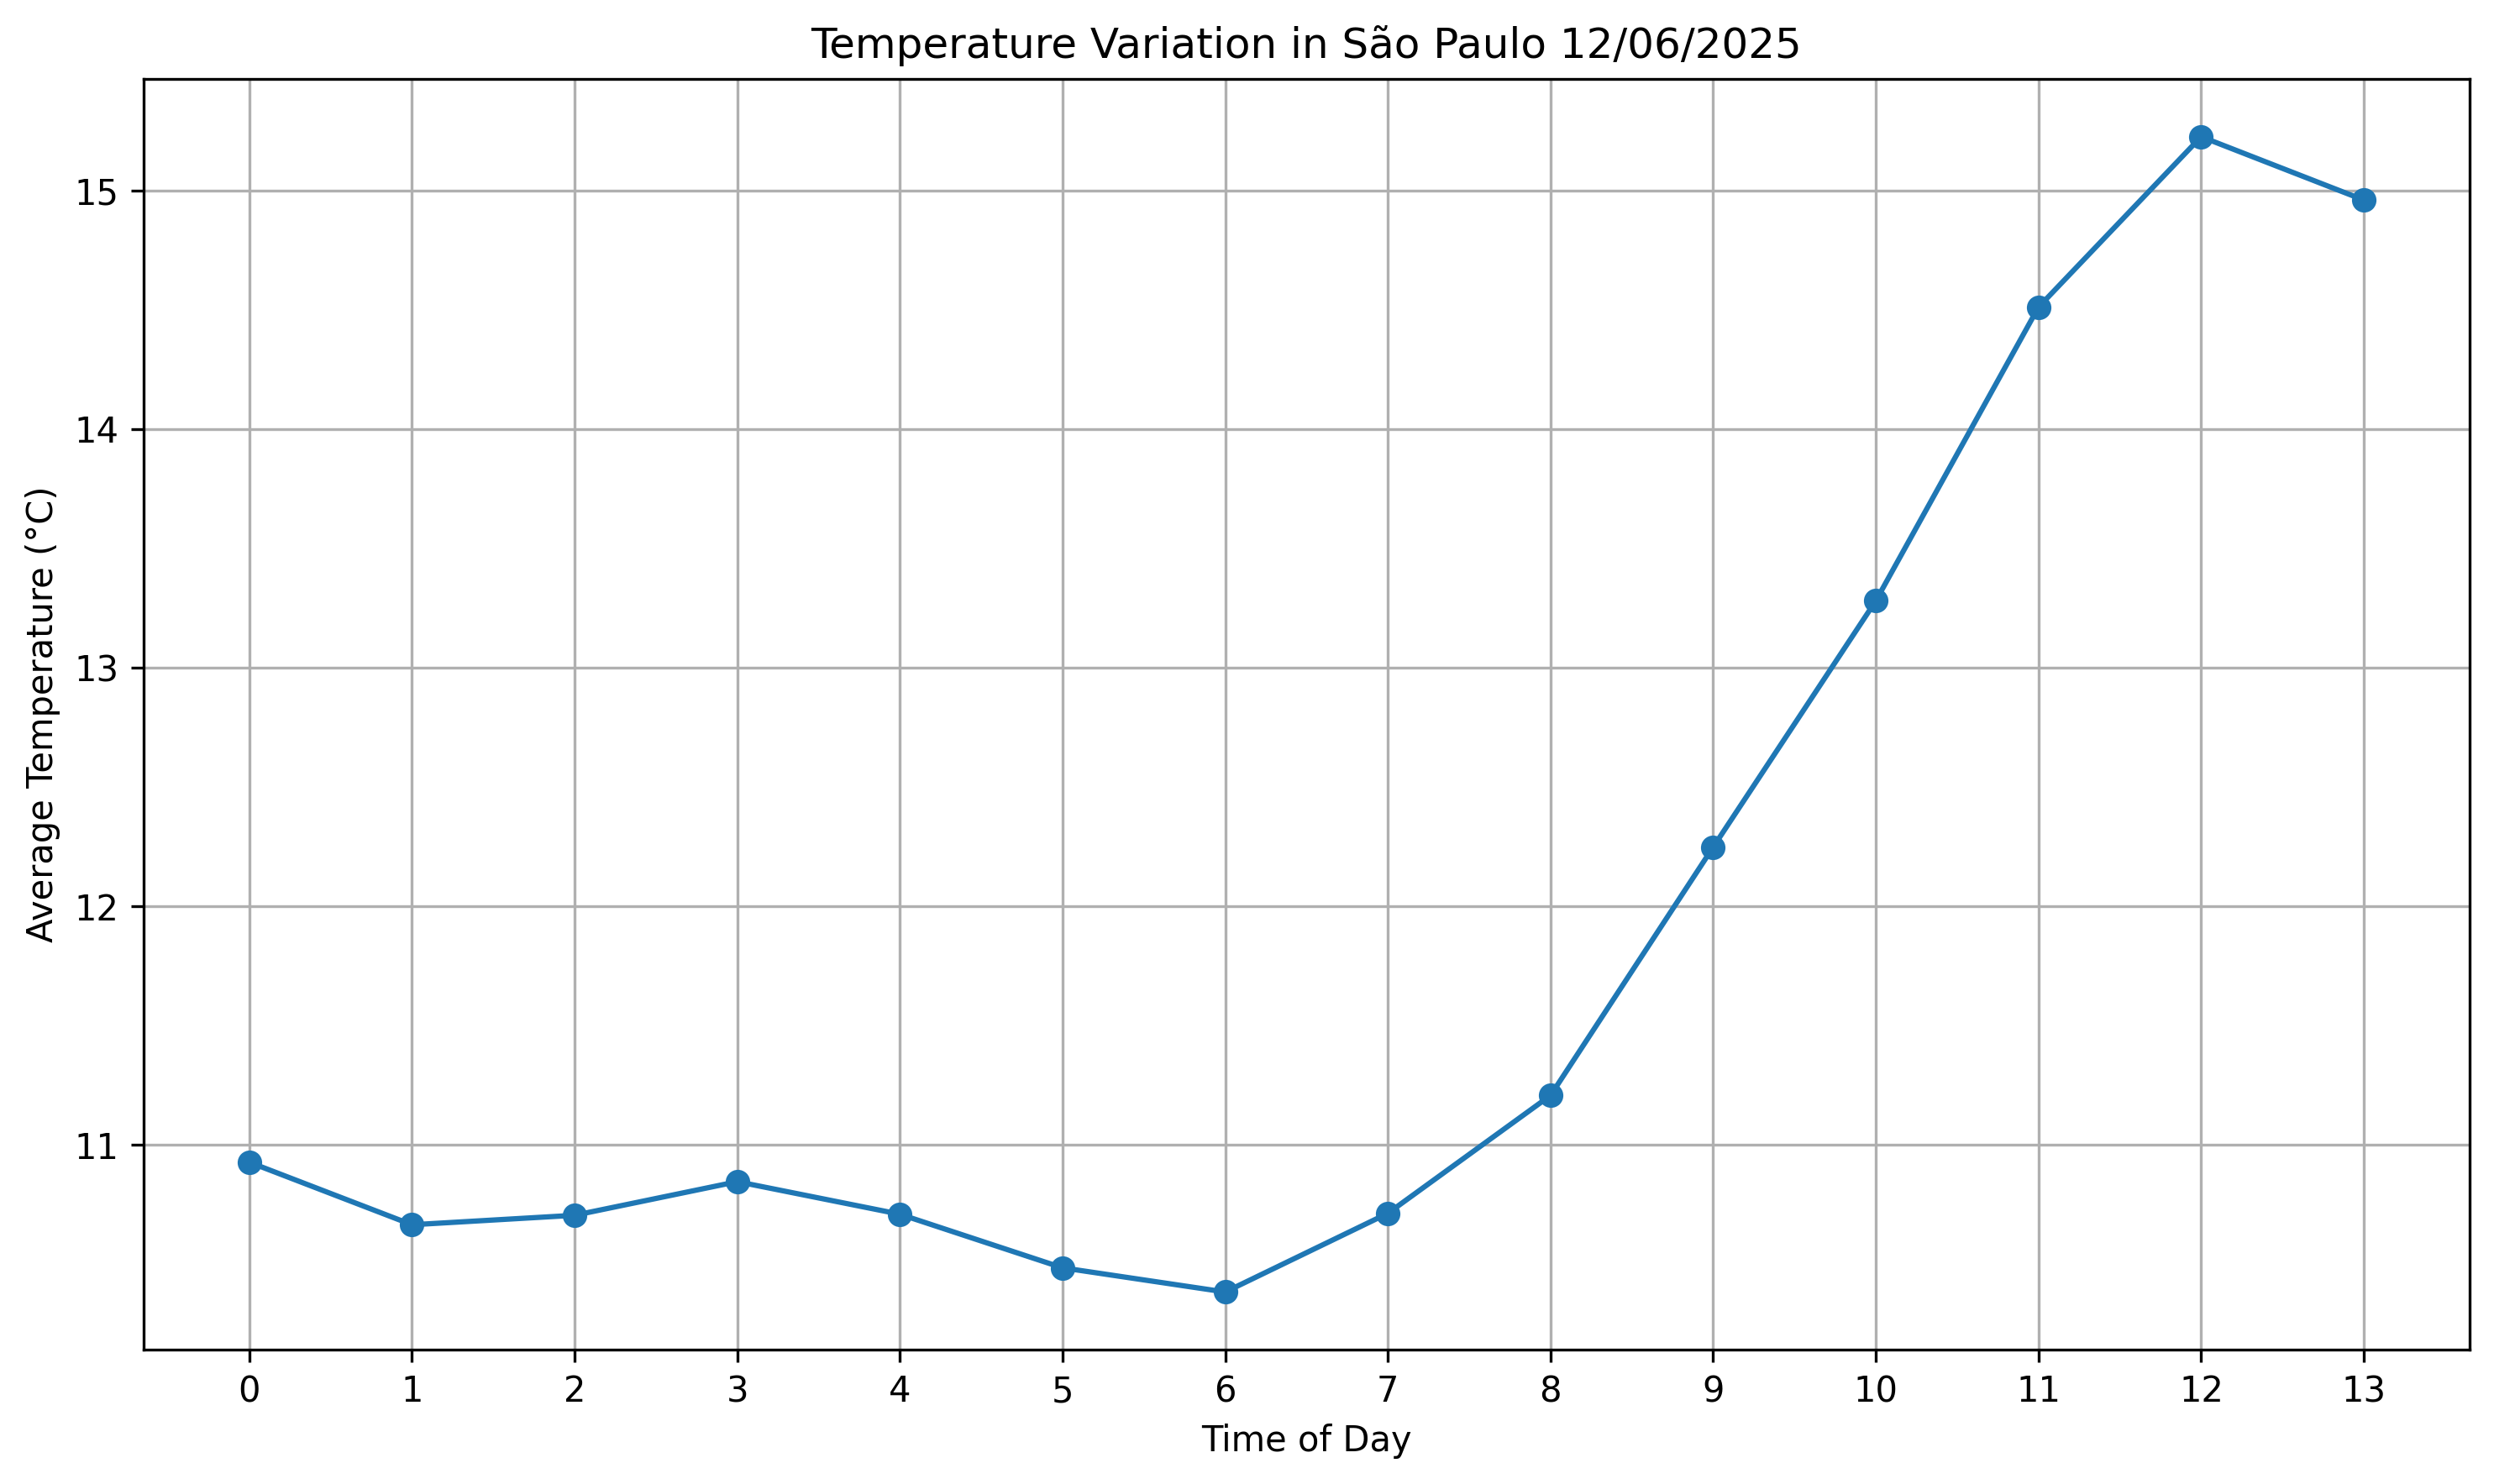 Temperature Variation in São Paulo 12/06/2025
Average Temperature (°C)
15
14
13
12
11
0 1 2 3 4 5 6 7 8 9 10 11 12 13
Time of Day